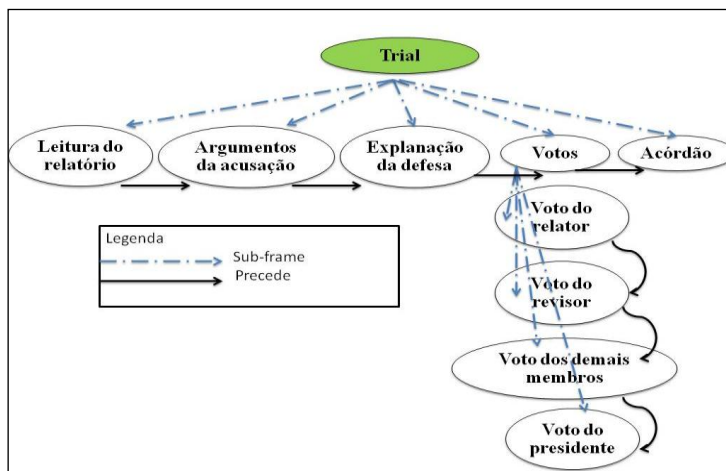 Trial
Leitura do
relatório
Argumentos
da acusação
Explanação
da defesa
Votos
Acórdão
Voto do
relator
Legenda
Sub-frame
Precede
Voto do
revisor
Voto dos demais
membros
Voto do
presidente